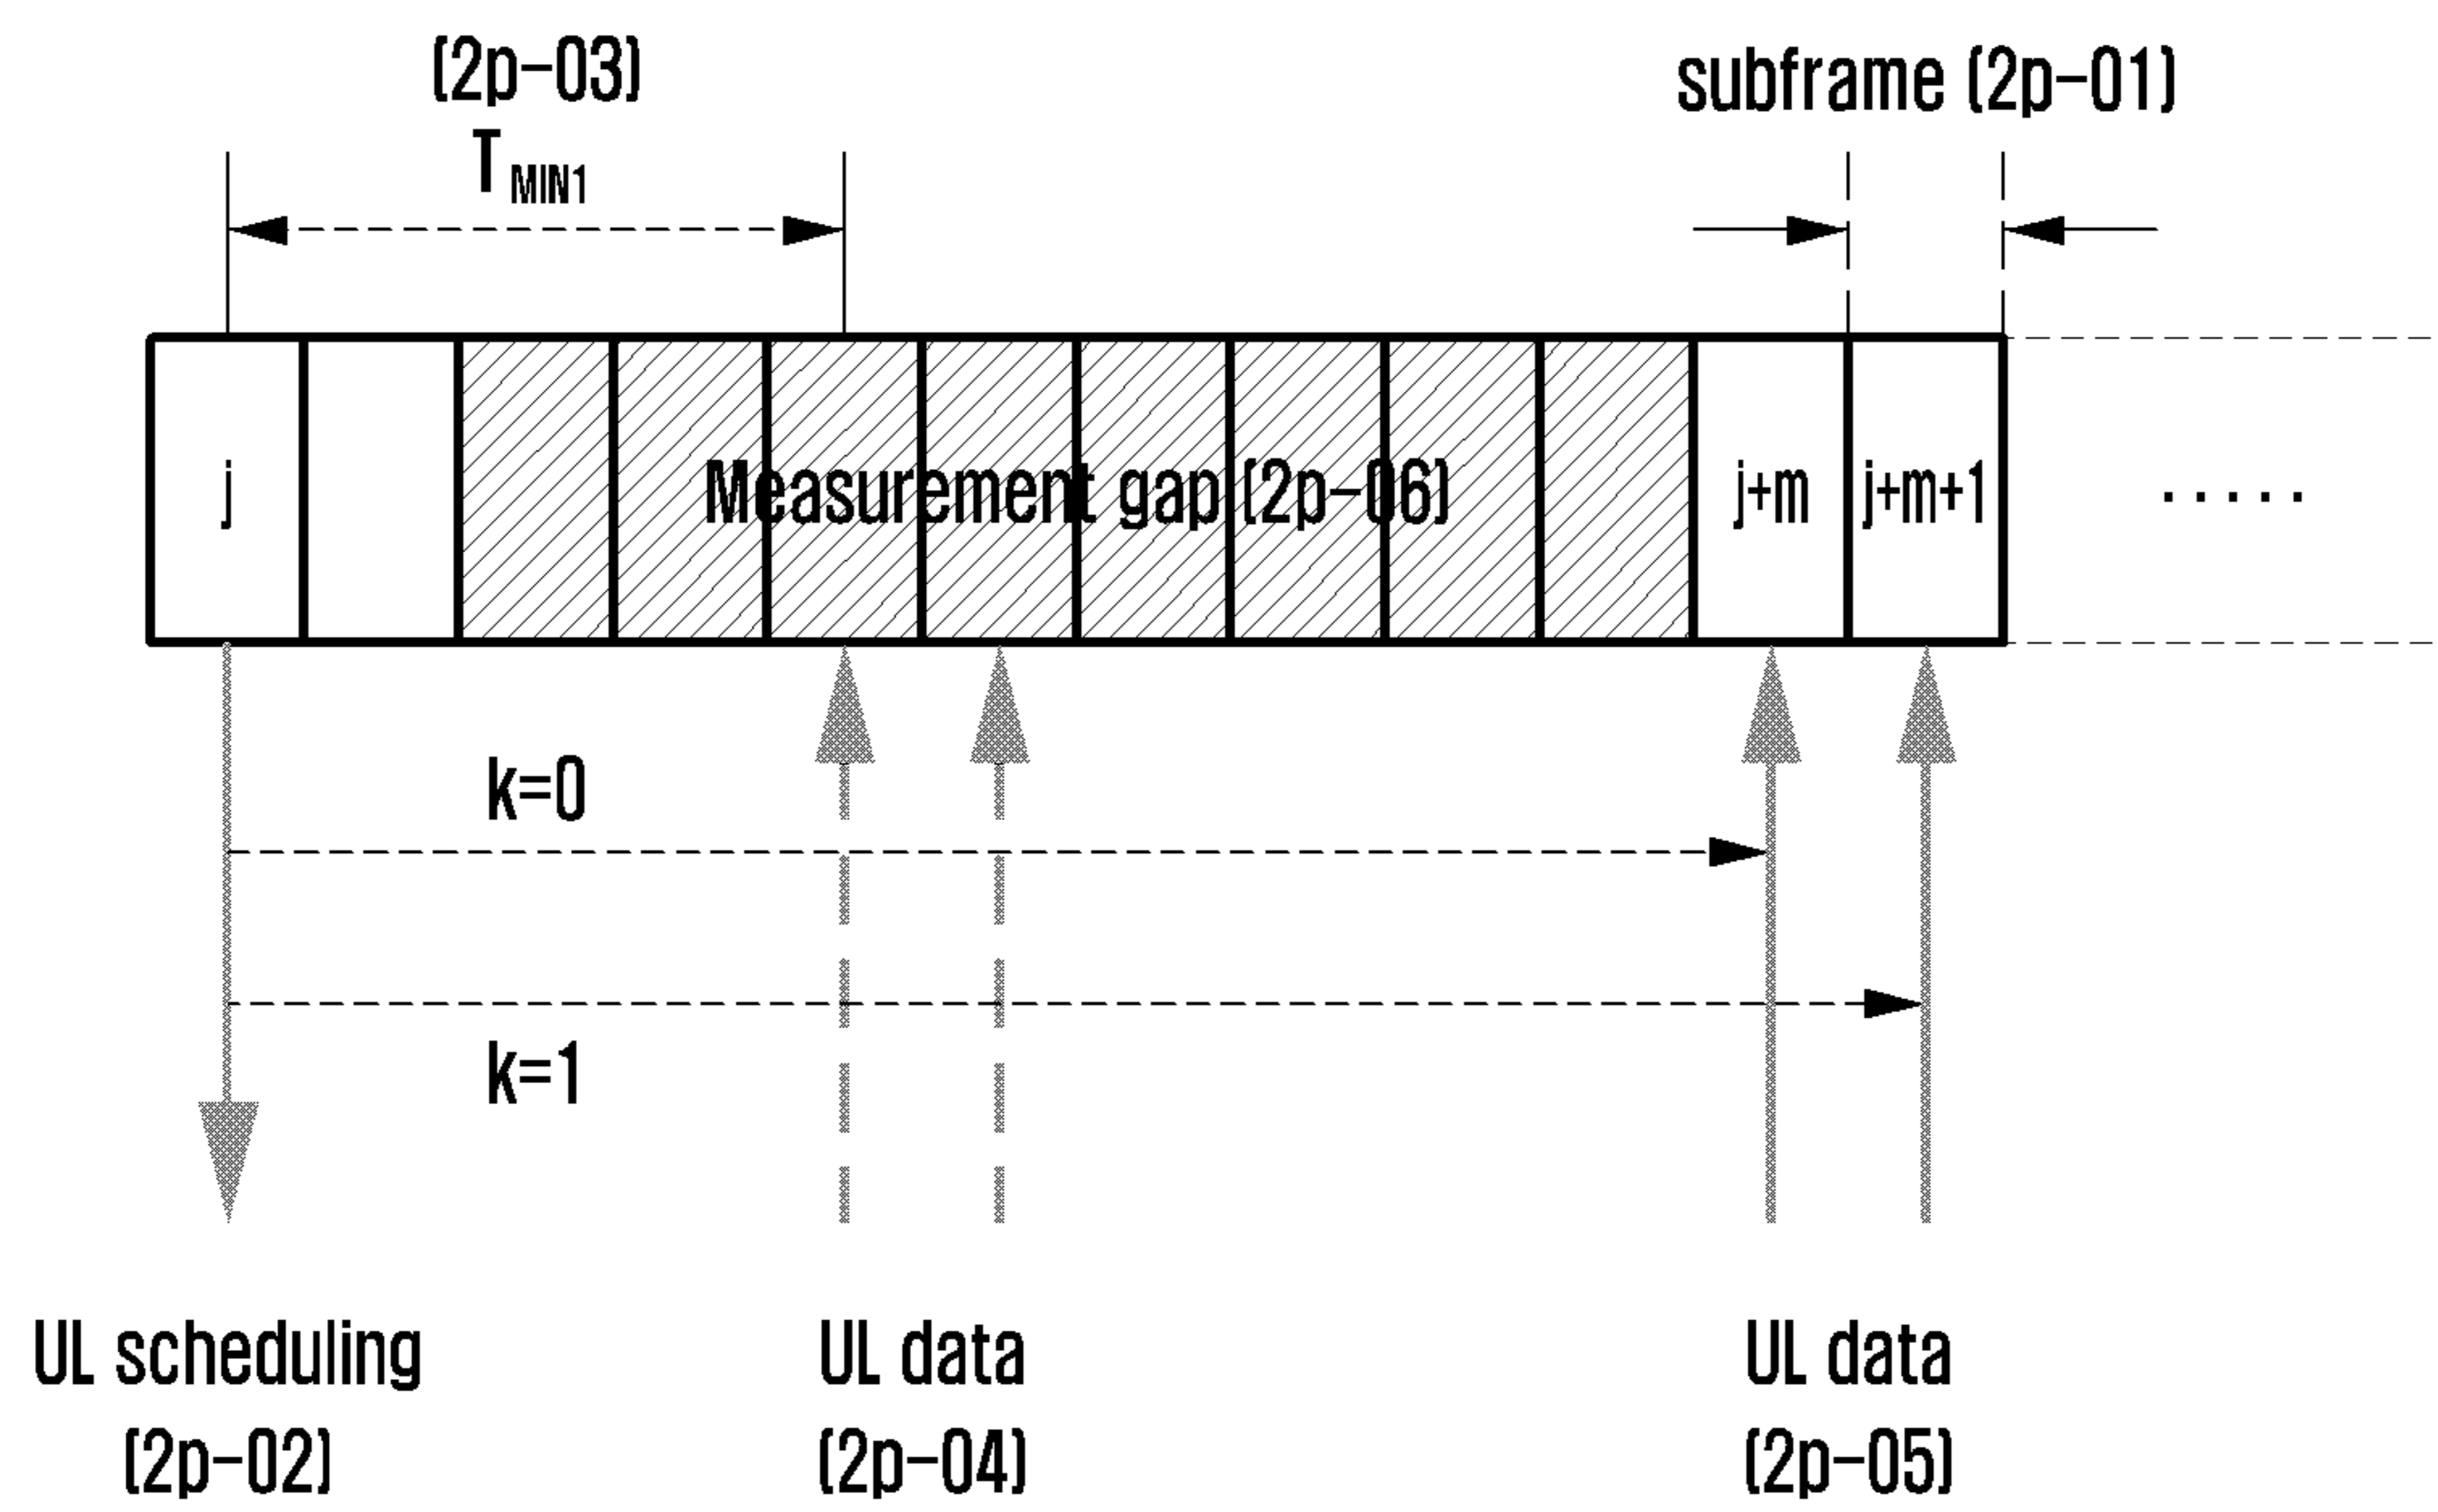 (2p-03)
T MIN1
subframe (2p-01)
j
Measurement gap (2p-06)
j+m
j+m+1
.....
k=0
k=1
UL scheduling
(2p-02)
UL data
(2p-04)
UL data
(2p-05)